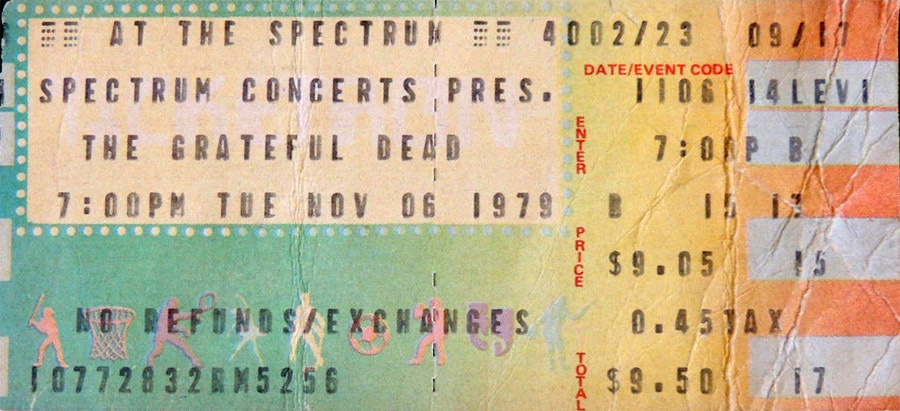 AT THE SPECTRUM 4002/23 09/17
DATE/EVENT CODE
SPECTRUM CONCERTS PRES. 1106 14LEVI
ENTER
THE GRATEFUL DEAD 7:00P B
7:00PM TUE NOV 06 1979 B 15 17
PRICE
$9.05 15
NO REFUNDS/EXCHANGES 0.45TAX
TOTAL
10772832RM5256 $9.50 17